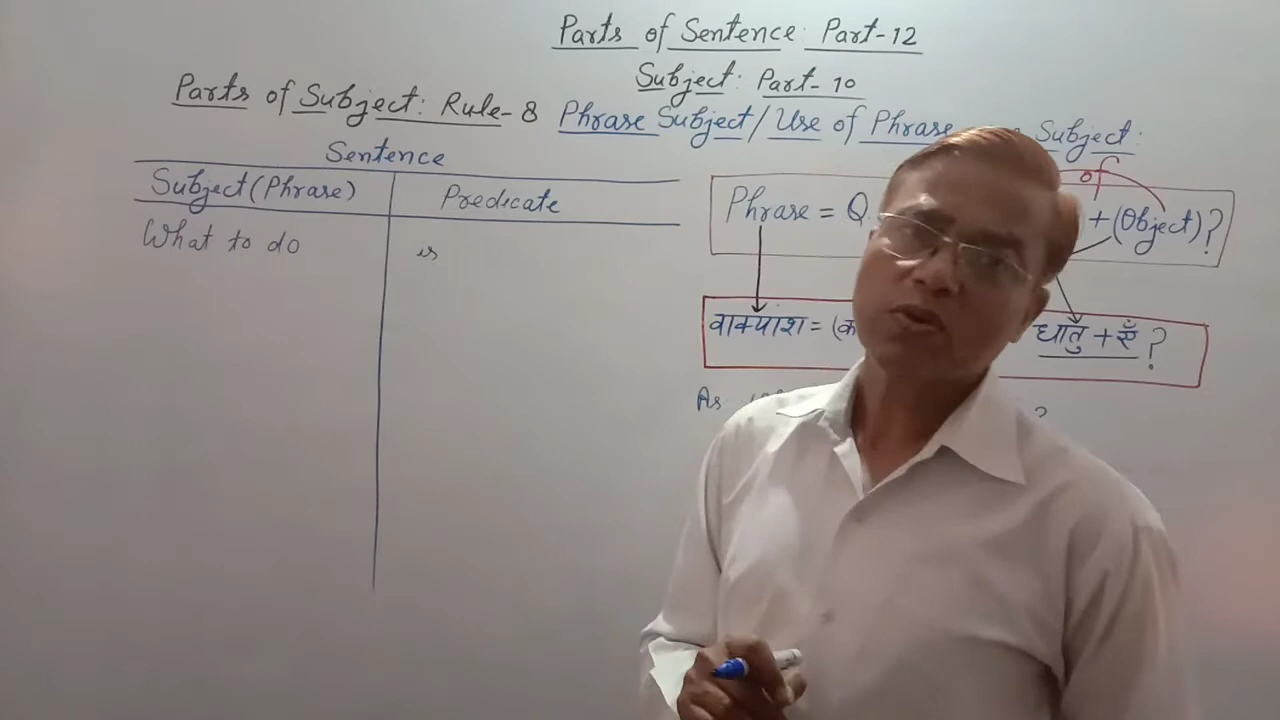 Parts of Sentence: Part-12
Subject: Part-10
Parts of Subject: Rule-8 Phrase Subject/Use of Phrase Subject:
Sentence
Subject (Phrase) Predicate
What to do is
of
Phrase = Q. + (Object)?
वाक्यांश = (क धातु + एँ ?
As ?